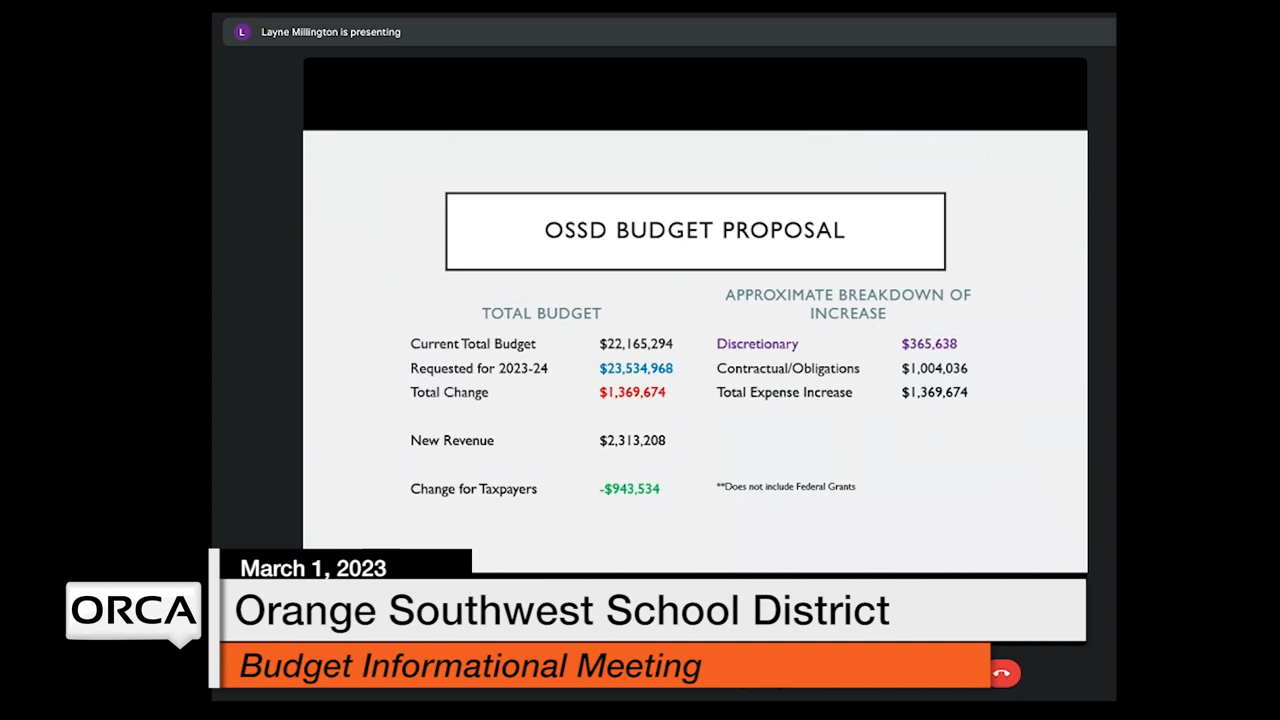 L
Layne Millington is presenting
OSSD BUDGET PROPOSAL
TOTAL BUDGET
Current Total Budget $22,165,294
Requested for 2023-24 $23,534,968
Total Change $1,369,674
New Revenue $2,313,208
Change for Taxpayers -$943,534
APPROXIMATE BREAKDOWN OF
INCREASE
Discretionary $365,638
Contractual/Obligations $1,004,036
Total Expense Increase $1,369,674
**Does not include Federal Grants
March 1, 2023
ORCA
Orange Southwest School District
Budget Informational Meeting